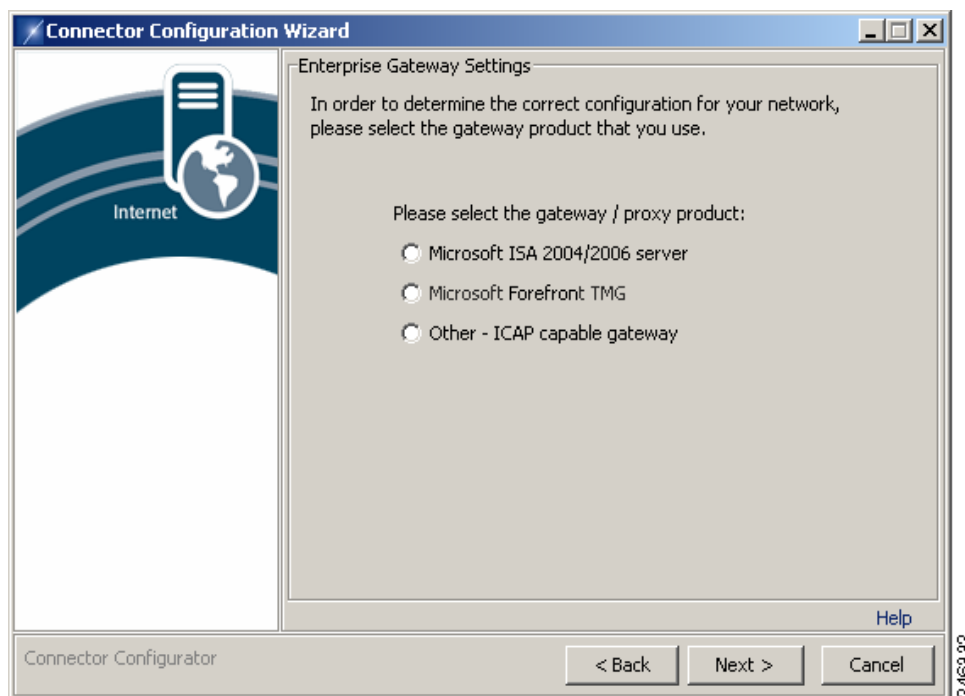 Connector Configuration Wizard
Enterprise Gateway Settings
In order to determine the correct configuration for your network,
please select the gateway product that you use.
Internet
Please select the gateway / proxy product:
Microsoft ISA 2004/2006 server
Microsoft Forefront TMG
Other - ICAP capable gateway
Help
Connector Configurator
< Back
Next >
Cancel